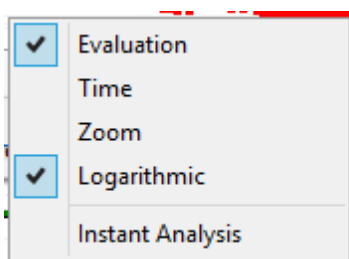 Evaluation
Time
Zoom
Logarithmic
Instant Analysis